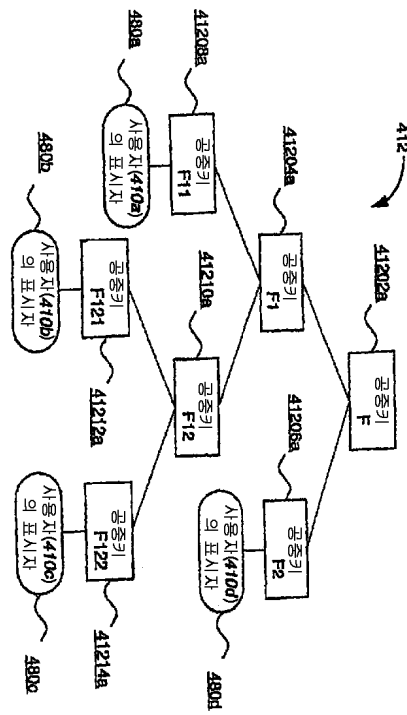 412
41202a
공중키
F
41204a
공중키
F1
41206a
공중키
F2
사용자(410d)
의 표시자
480d
41208a
공중키
F11
사용자(410a)
의 표시자
480a
41210a
공중키
F12
공중키
F121
41212a
사용자(410b)
의 표시자
480b
공중키
F122
41214a
사용자(410c)
의 표시자
480c